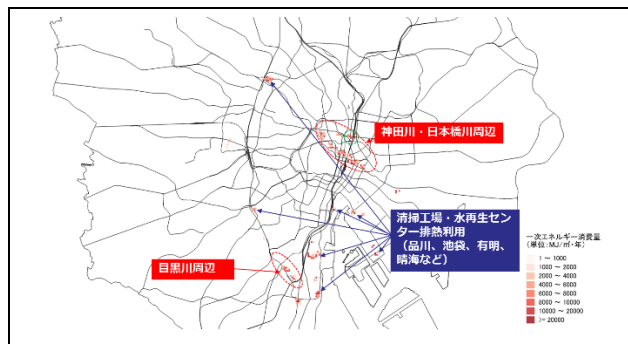 神田川・日本橋川周辺
清掃工場・水再生セン
ター排熱利用
（品川、池袋、有明、
晴海など）
目黒川周辺
一次エネルギー消費量
（単位：MJ/㎡・年）
1 ～ 1000
1000 ～ 2000
2000 ～ 4000
4000 ～ 6000
6000 ～ 8000
8000 ～ 10000
10000 ～ 20000
>= 20000